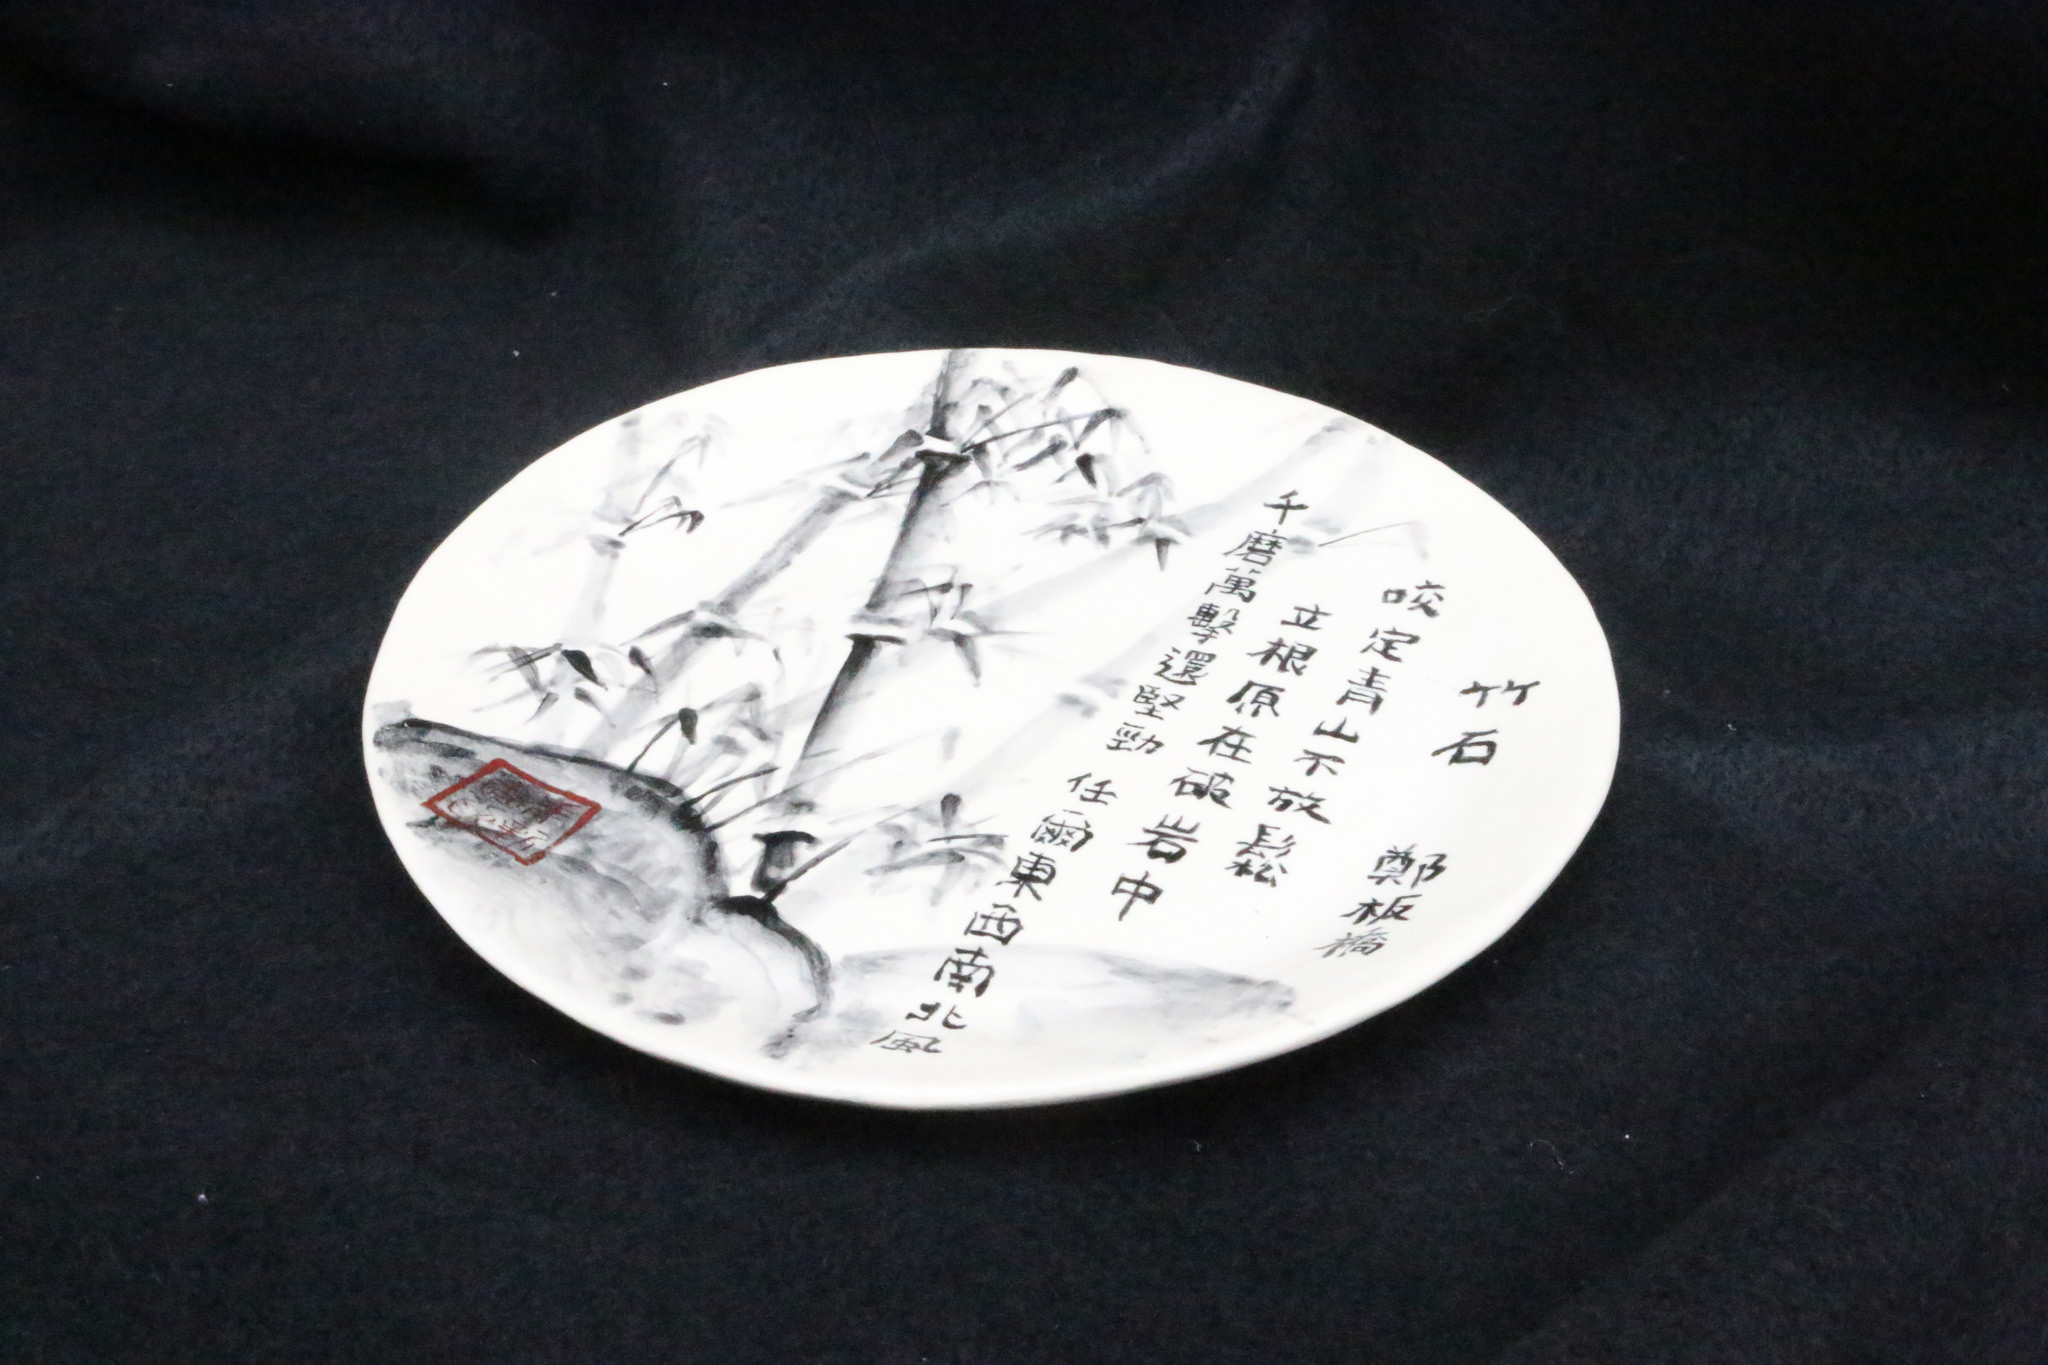 竹石
鄭板橋
咬定青山不放鬆
立根原在破岩中
千磨萬擊還堅勁
任爾東西南北風